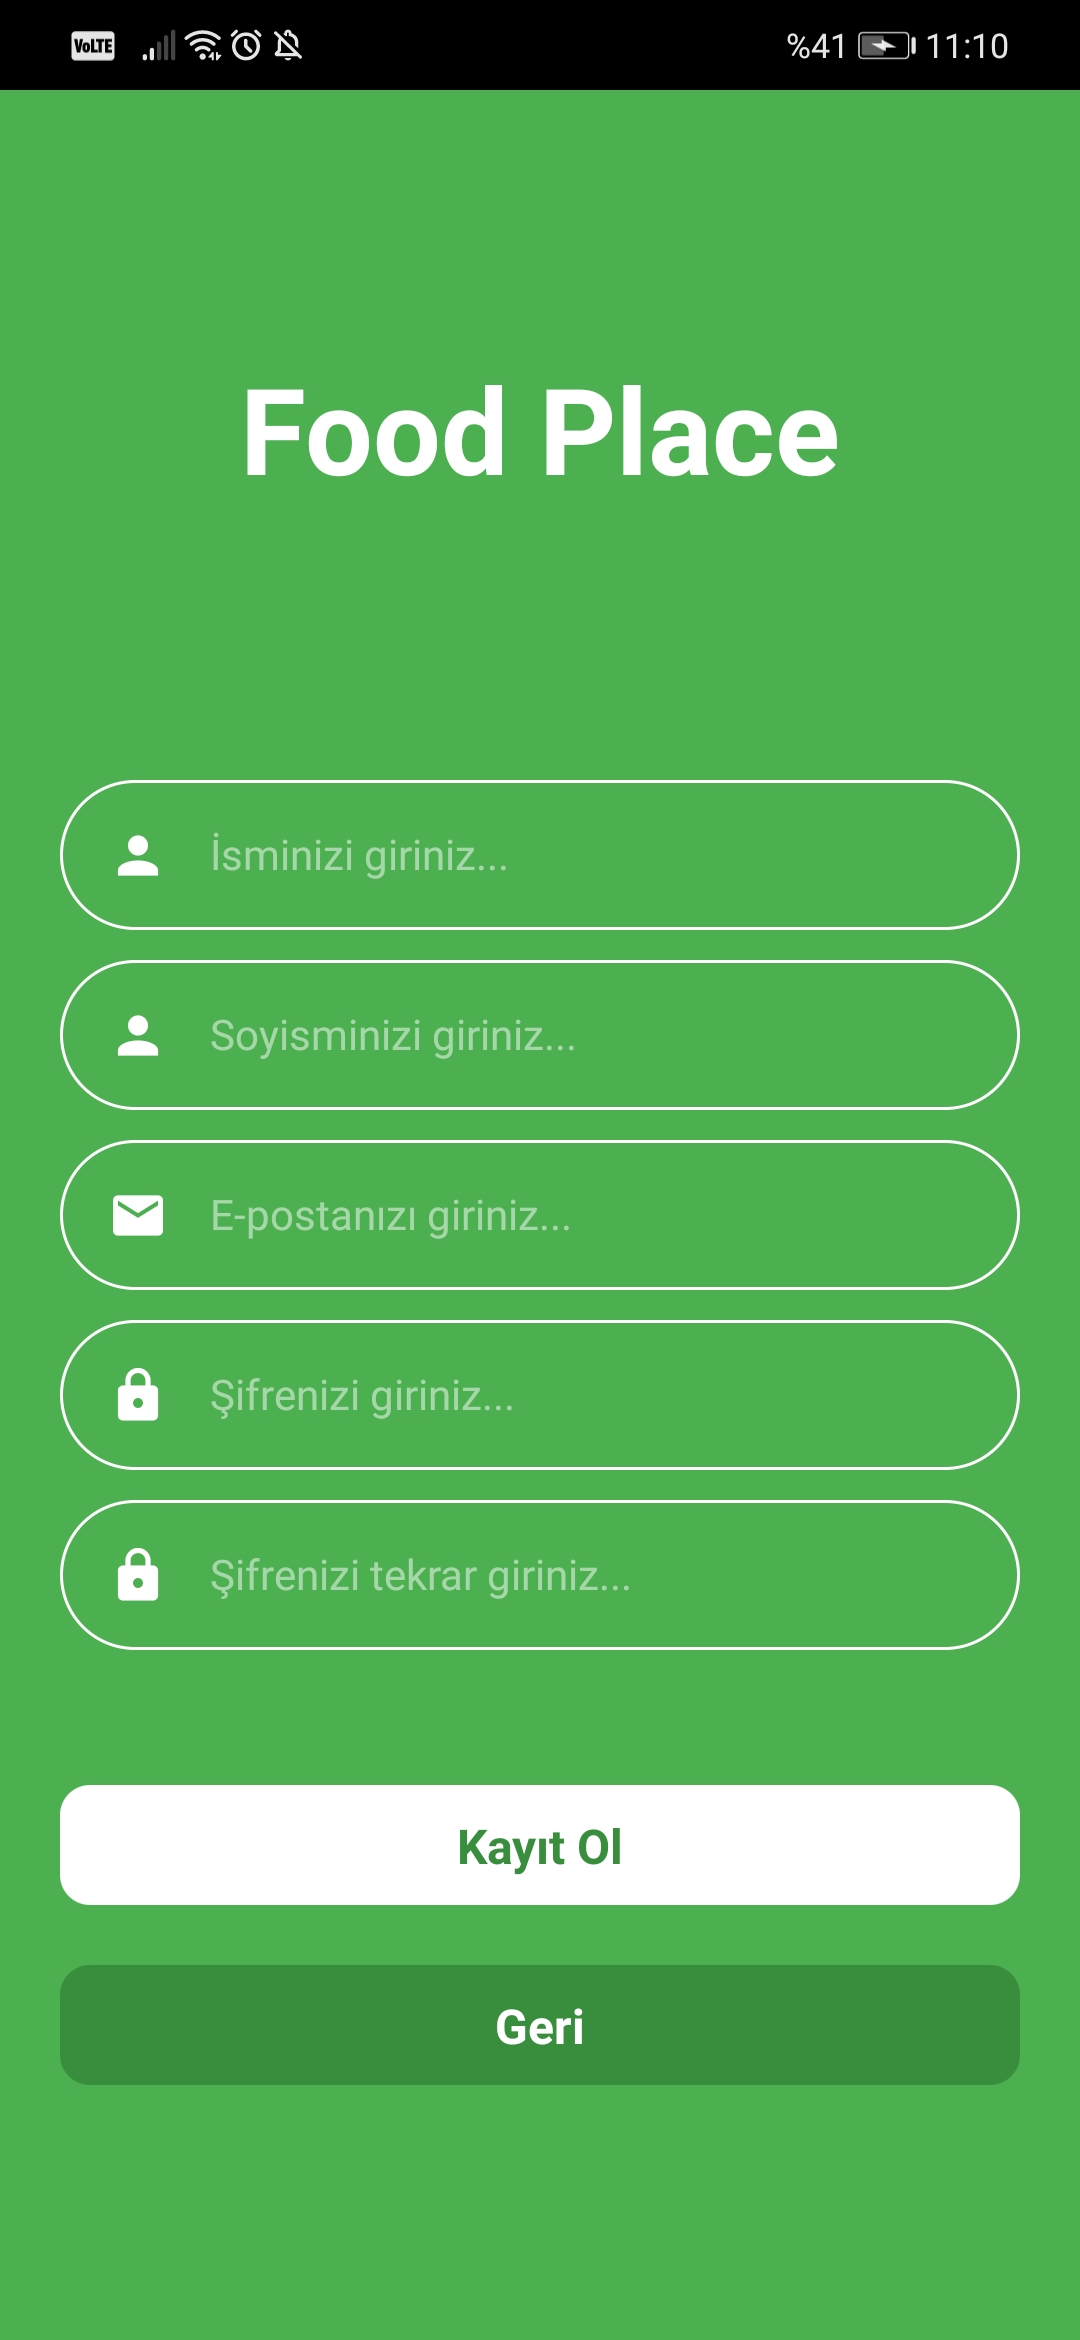 VoLTE %41 11:10
Food Place
İsminizi giriniz...
Soyisminizi giriniz...
E-postanızı giriniz...
Şifrenizi giriniz...
Şifrenizi tekrar giriniz...
Kayıt Ol
Geri